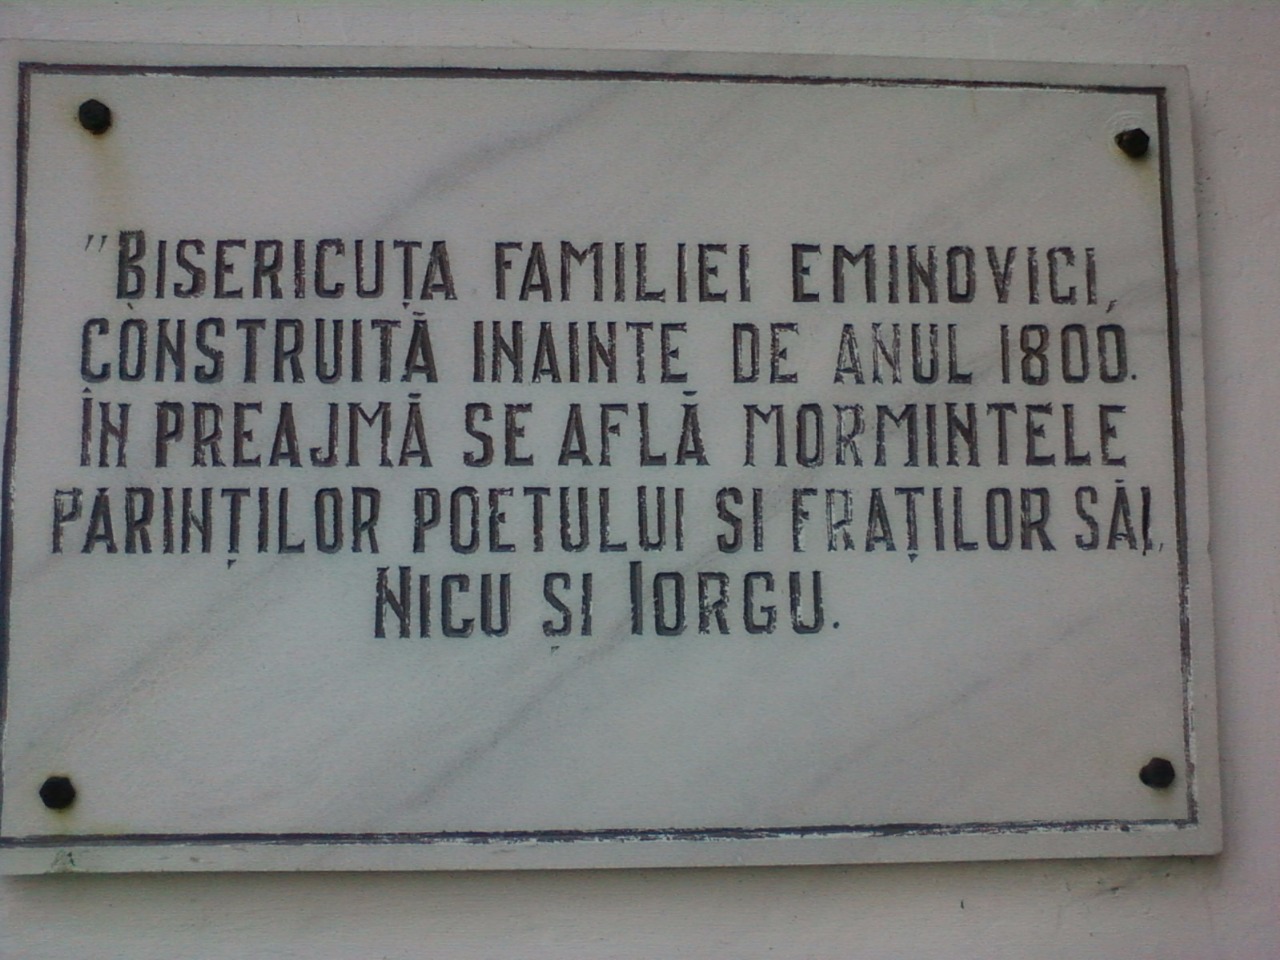 "BISERICUȚA FAMILIEI EMINOVICI,
CONSTRUITĂ INAINTE DE ANUL 1800.
ÎN PREAJMĂ SE AFLĂ MORMINTELE
PARINȚILOR POETULUI SI FRAȚILOR SĂI,
NICU ȘI IORGU.